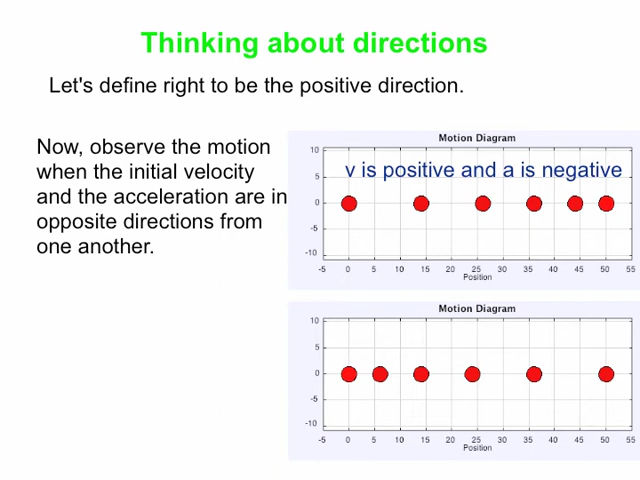 Thinking about directions
Let's define right to be the positive direction.
Now, observe the motion
when the initial velocity
and the acceleration are in
opposite directions from
one another.
Motion Diagram
v is positive and a is negative
10
5
0
-5
-10
-5 0 5 10 15 20 25 30 35 40 45 50 55
Position
Motion Diagram
10
5
0
-5
-10
-5 0 5 10 15 20 25 30 35 40 45 50 55
Position